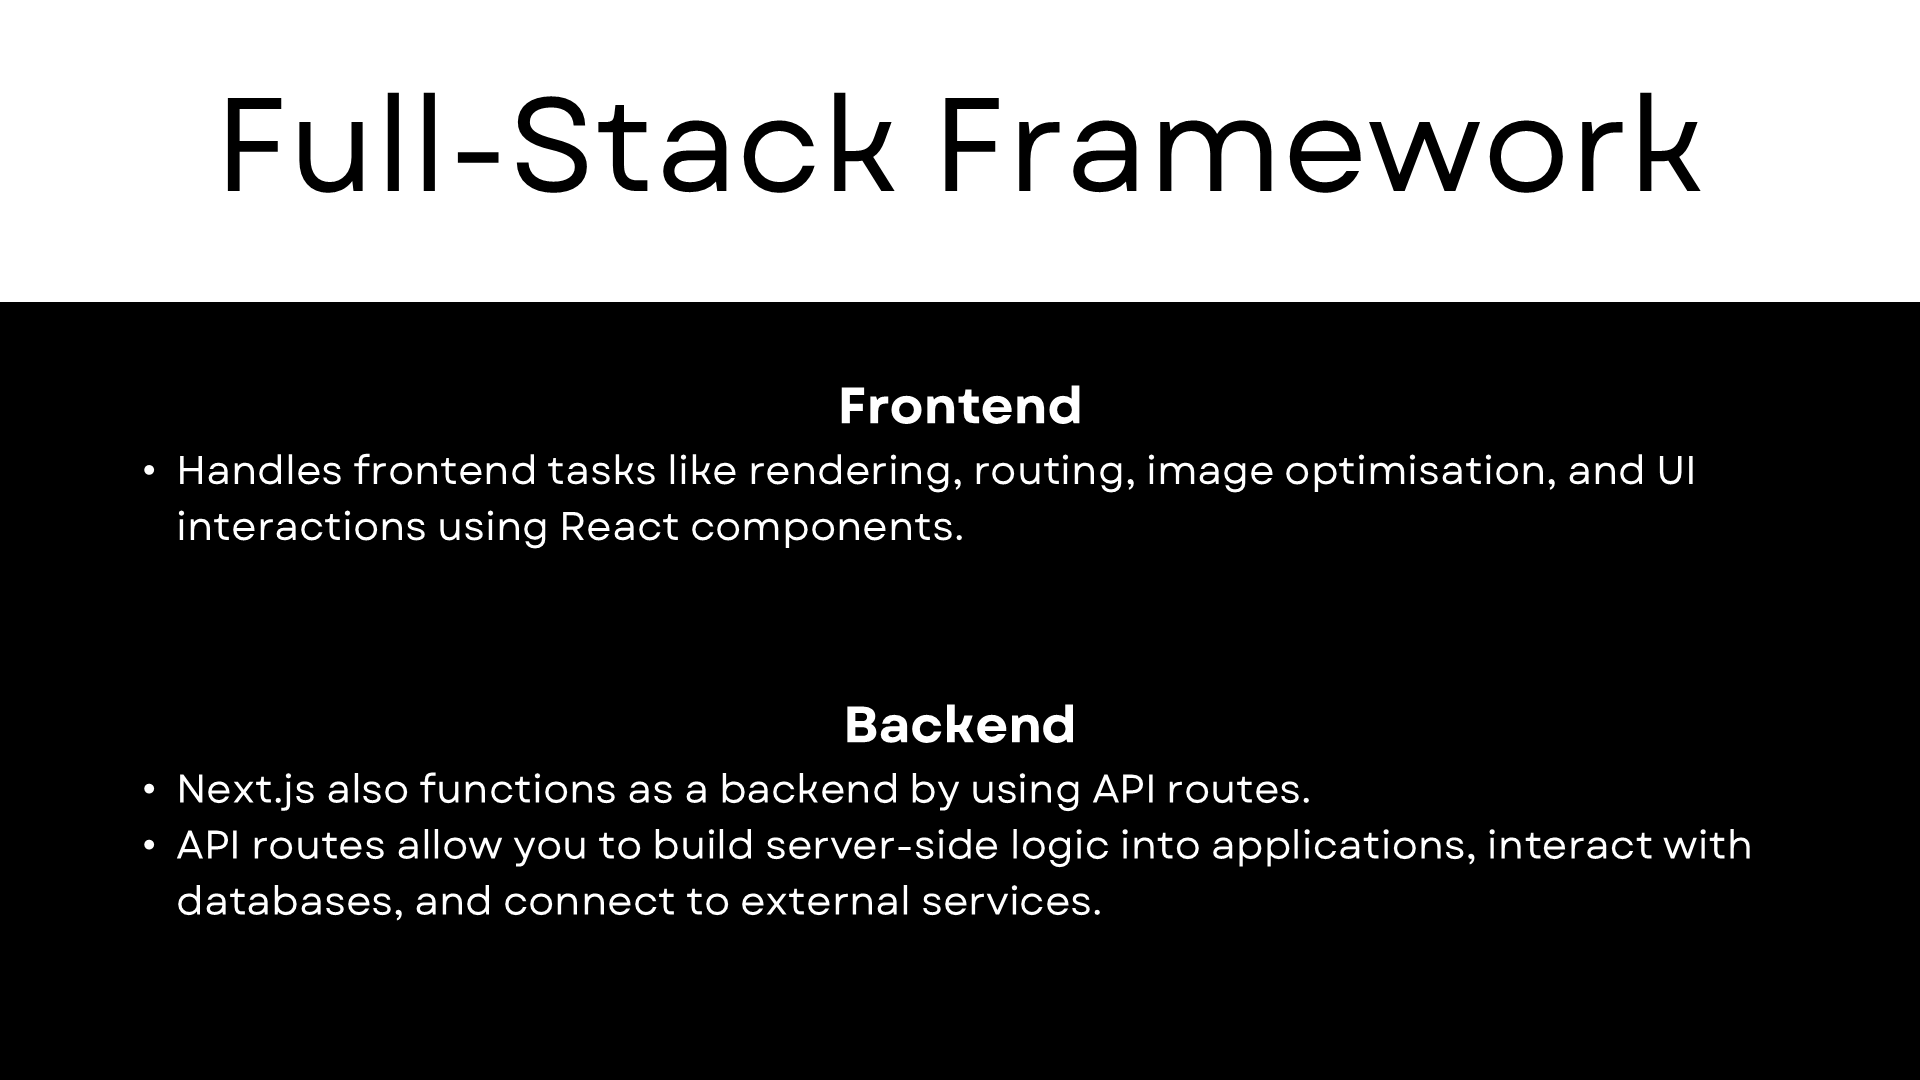 Full-Stack Framework
Frontend
• Handles frontend tasks like rendering, routing, image optimisation, and UI
interactions using React components.
Backend
• Next.js also functions as a backend by using API routes.
• API routes allow you to build server-side logic into applications, interact with
databases, and connect to external services.